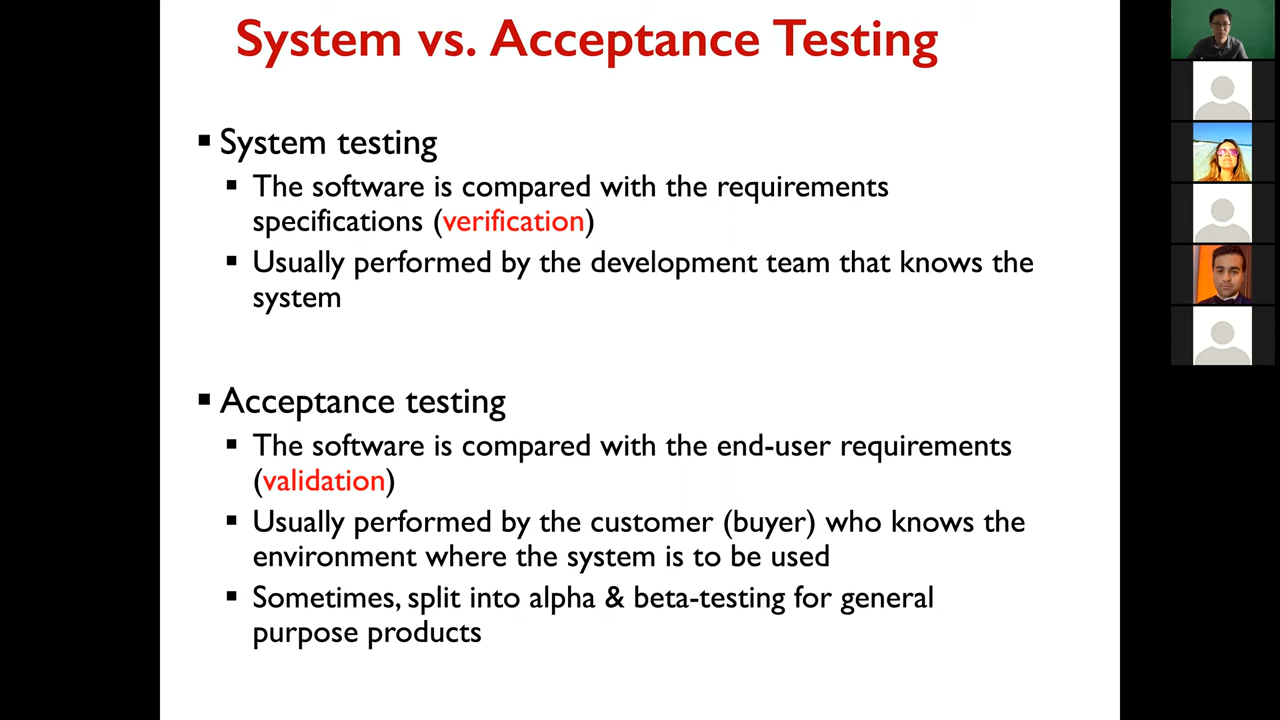 System vs. Acceptance Testing
▪ System testing
▪ The software is compared with the requirements
specifications (verification)
▪ Usually performed by the development team that knows the
system
▪ Acceptance testing
▪ The software is compared with the end-user requirements
(validation)
▪ Usually performed by the customer (buyer) who knows the
environment where the system is to be used
▪ Sometimes, split into alpha & beta-testing for general
purpose products